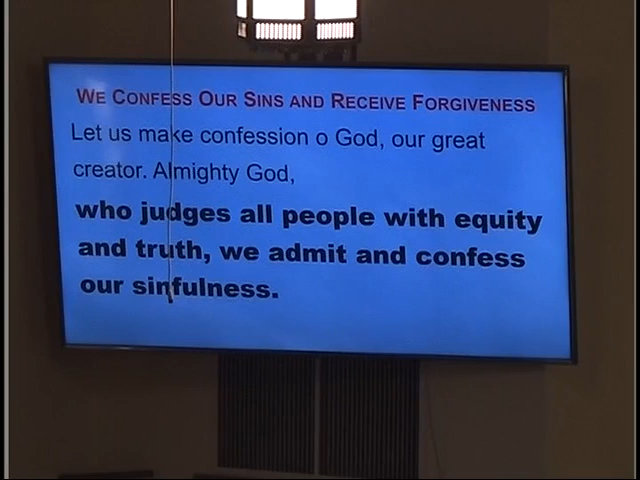 WE CONFESS OUR SINS AND RECEIVE FORGIVENESS
Let us make confession o God, our great
creator. Almighty God,
who judges all people with equity
and truth, we admit and confess
our sinfulness.